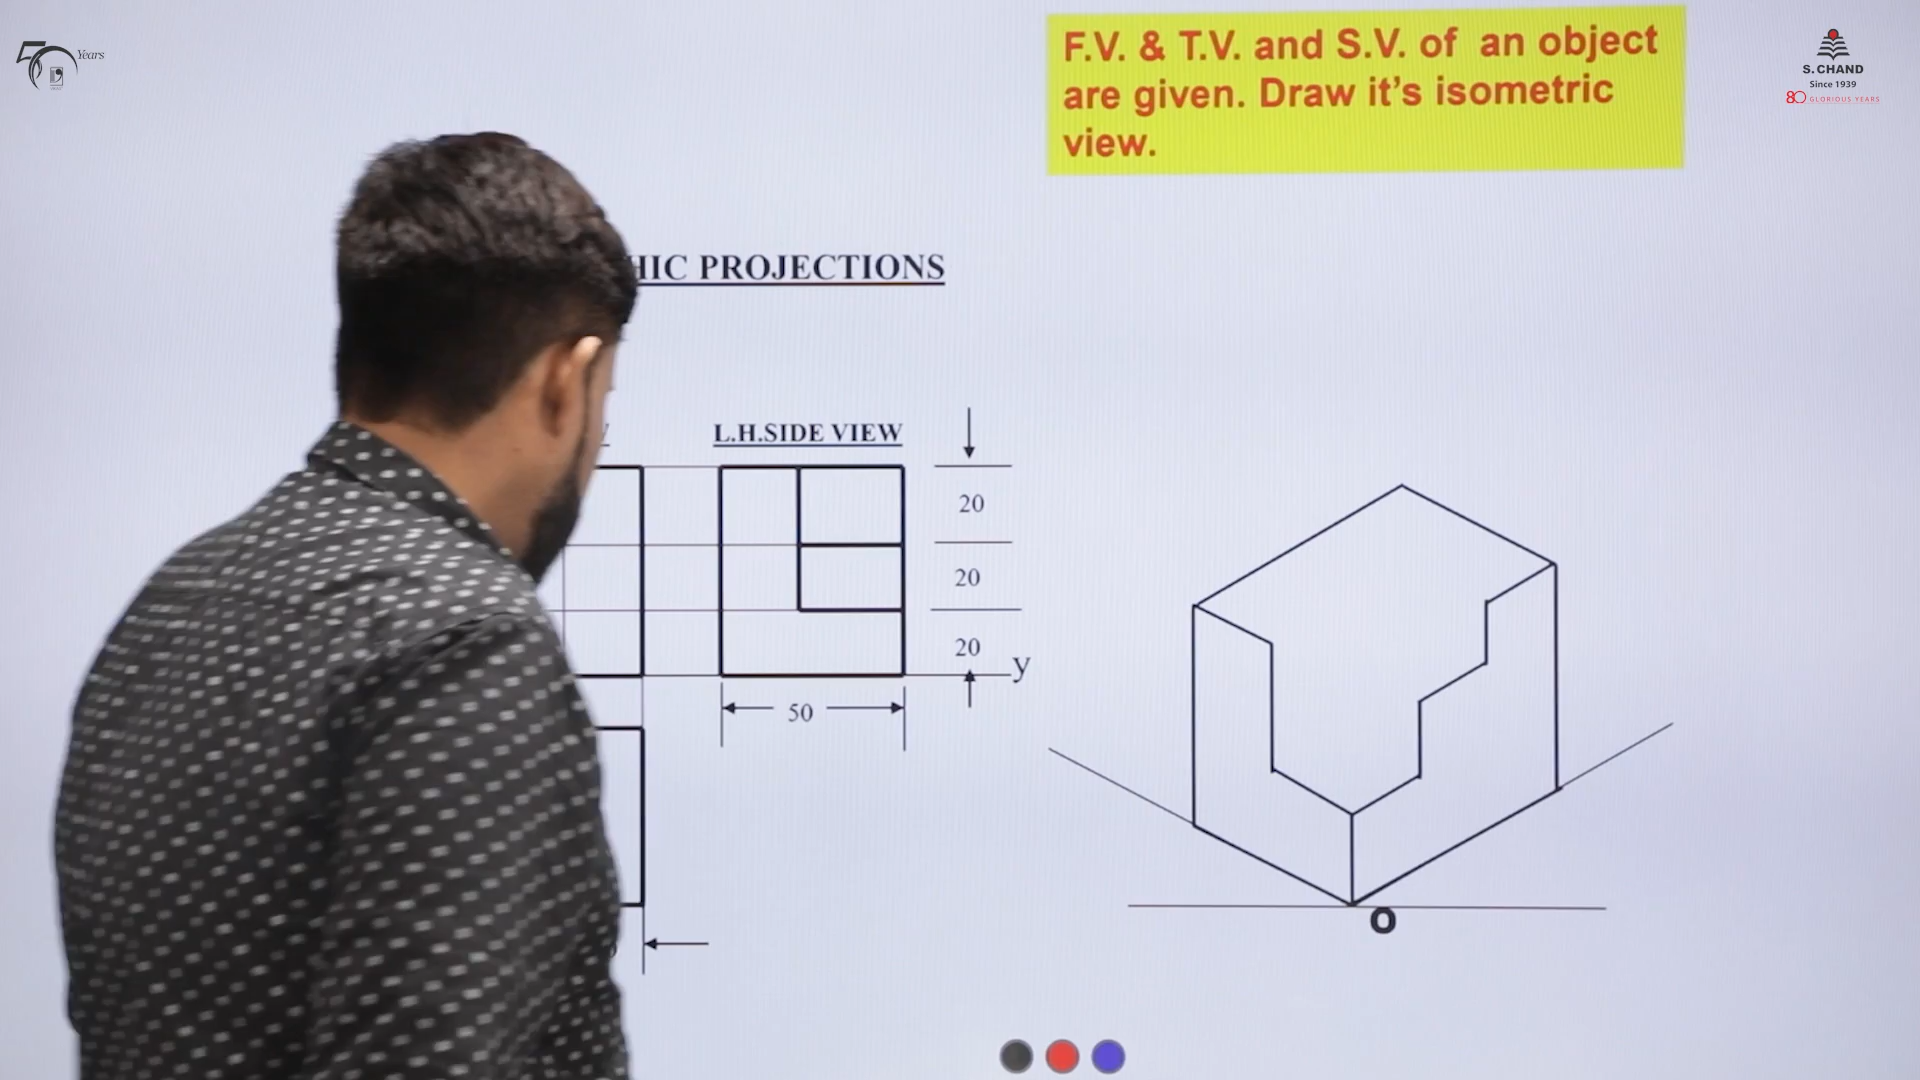 Years
F.V. & T.V. and S.V. of an object
are given. Draw it's isometric
view.
S. CHAND
Since 1939
80 GLORIOUS YEARS
PROJECTIONS
L.H.SIDE VIEW
20
20
20
y
50
O